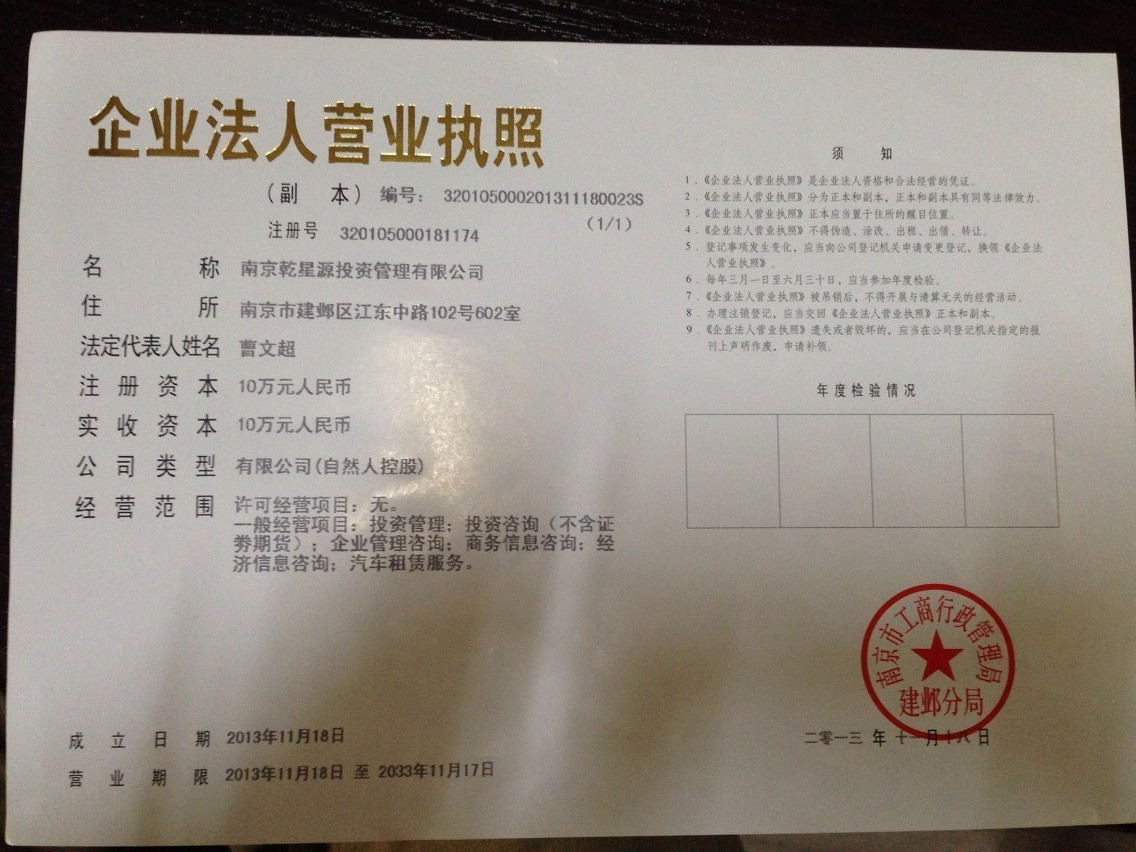 企业法人营业执照
（副 本） 编号： 320105000201311180023S
（1/1）
注册号 320105000181174
名 称 南京乾星源投资管理有限公司
住 所 南京市建邺区江东中路102号602室
法定代表人姓名 曹文超
注 册 资 本 10万元人民币
实 收 资 本 10万元人民币
公 司 类 型 有限公司(自然人控股)
经 营 范 围 许可经营项目：无。
一般经营项目：投资管理；投资咨询（不含证
券期货）；企业管理咨询；商务信息咨询；经
济信息咨询；汽车租赁服务。
成 立 日 期 2013年11月18日
营 业 期 限 2013年11月18日 至 2033年11月17日
须 知
1．《企业法人营业执照》是企业法人资格和合法经营的凭证。
2．《企业法人营业执照》分为正本和副本，正本和副本具有同等法律效力。
3．《企业法人营业执照》正本应当置于住所的醒目位置。
4．《企业法人营业执照》不得伪造、涂改、出租、出借、转让。
5．登记事项发生变化，应当向公司登记机关申请变更登记，换领《企业法
人营业执照》。
6．每年三月一日至六月三十日，应当参加年度检验。
7．《企业法人营业执照》被吊销后，不得开展与清算无关的经营活动。
8．办理注销登记，应当交回《企业法人营业执照》正本和副本。
9．《企业法人营业执照》遗失或者毁坏的，应当在公司登记机关指定的报
刊上声明作废，申请补领。
年度检验情况
南京市工商行政管理局
建邺分局
二零一三 年 十一 月 十八 日